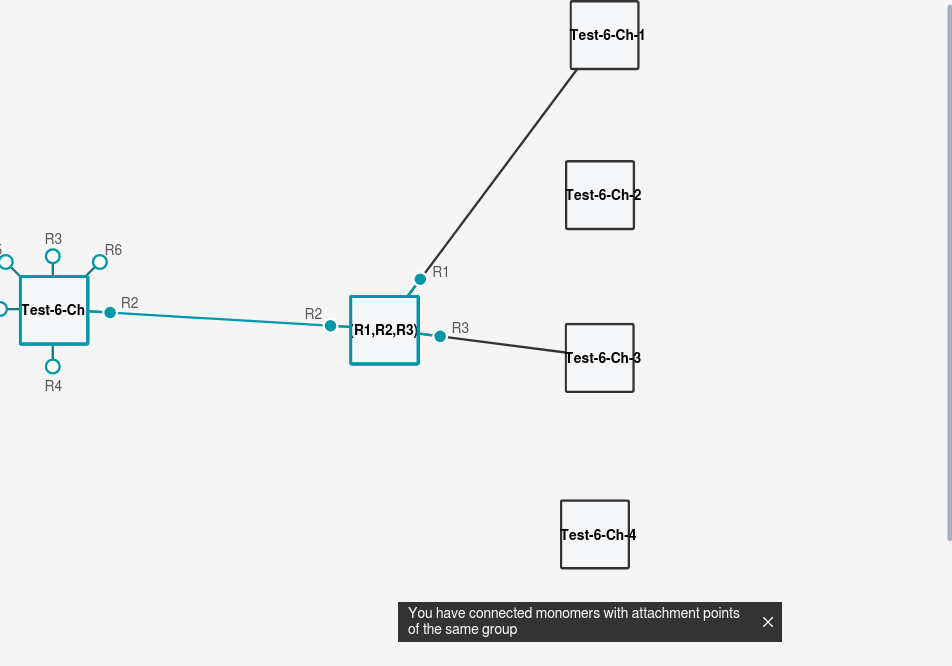 Test-6-Ch-1
Test-6-Ch-2
R3
R6
R1
R2
R2
R3
Test-6-Ch
(R1,R2,R3)
Test-6-Ch-3
R4
Test-6-Ch-4
You have connected monomers with attachment points
of the same group